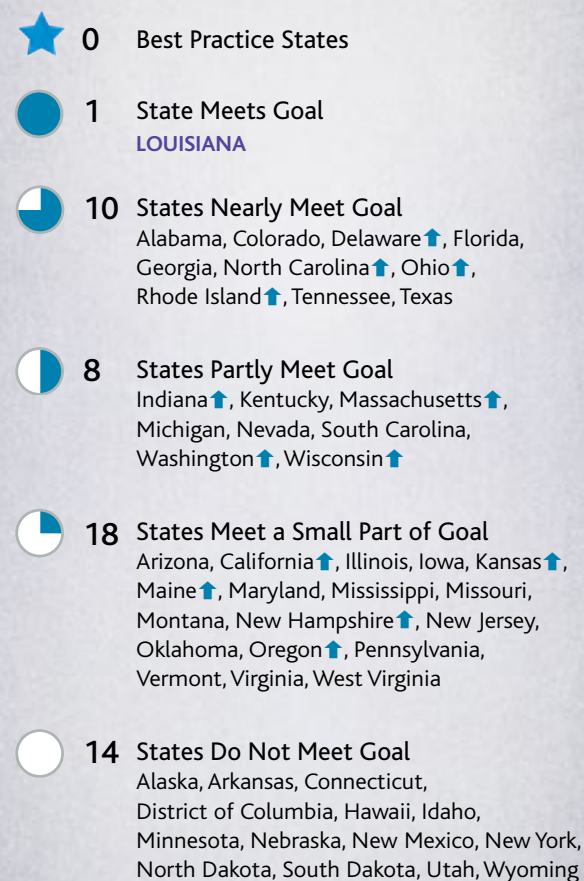 0 Best Practice States
1 State Meets Goal
LOUISIANA
10 States Nearly Meet Goal
Alabama, Colorado, Delaware⬆, Florida,
Georgia, North Carolina⬆, Ohio⬆,
Rhode Island⬆, Tennessee, Texas
8 States Partly Meet Goal
Indiana⬆, Kentucky, Massachusetts⬆,
Michigan, Nevada, South Carolina,
Washington⬆, Wisconsin⬆
18 States Meet a Small Part of Goal
Arizona, California⬆, Illinois, Iowa, Kansas⬆,
Maine⬆, Maryland, Mississippi, Missouri,
Montana, New Hampshire⬆, New Jersey,
Oklahoma, Oregon⬆, Pennsylvania,
Vermont, Virginia, West Virginia
14 States Do Not Meet Goal
Alaska, Arkansas, Connecticut,
District of Columbia, Hawaii, Idaho,
Minnesota, Nebraska, New Mexico, New York,
North Dakota, South Dakota, Utah, Wyoming